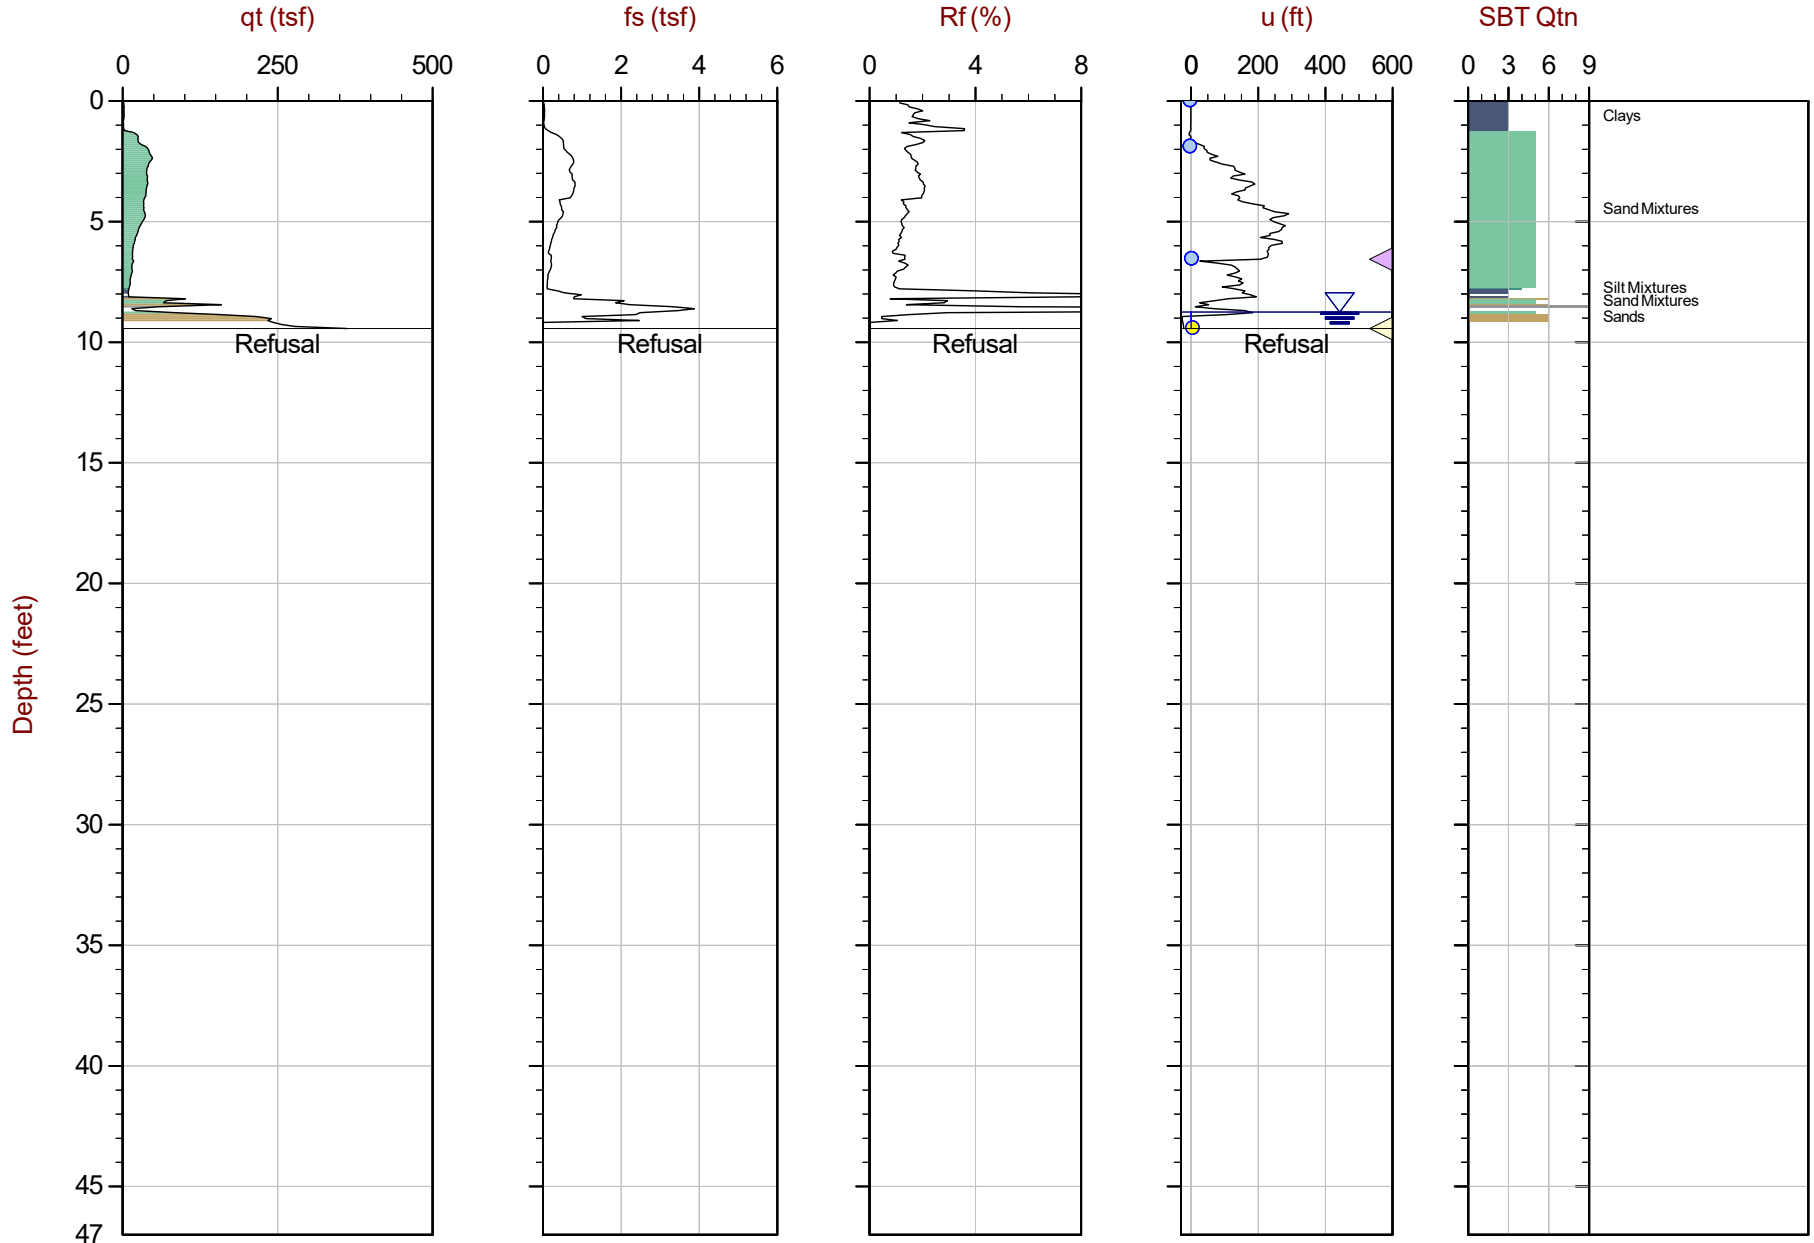 qt (tsf) fs (tsf) Rf (%) u (ft) SBT Qtn
0 250 500 0 2 4 6 0 4 8 0 200 400 600 0 3 6 9
0
Clays
5
Sand Mixtures
Silt Mixtures
Sand Mixtures
Sands
10
Refusal Refusal Refusal Refusal
15
20
25
30
35
40
45
47
Depth (feet)